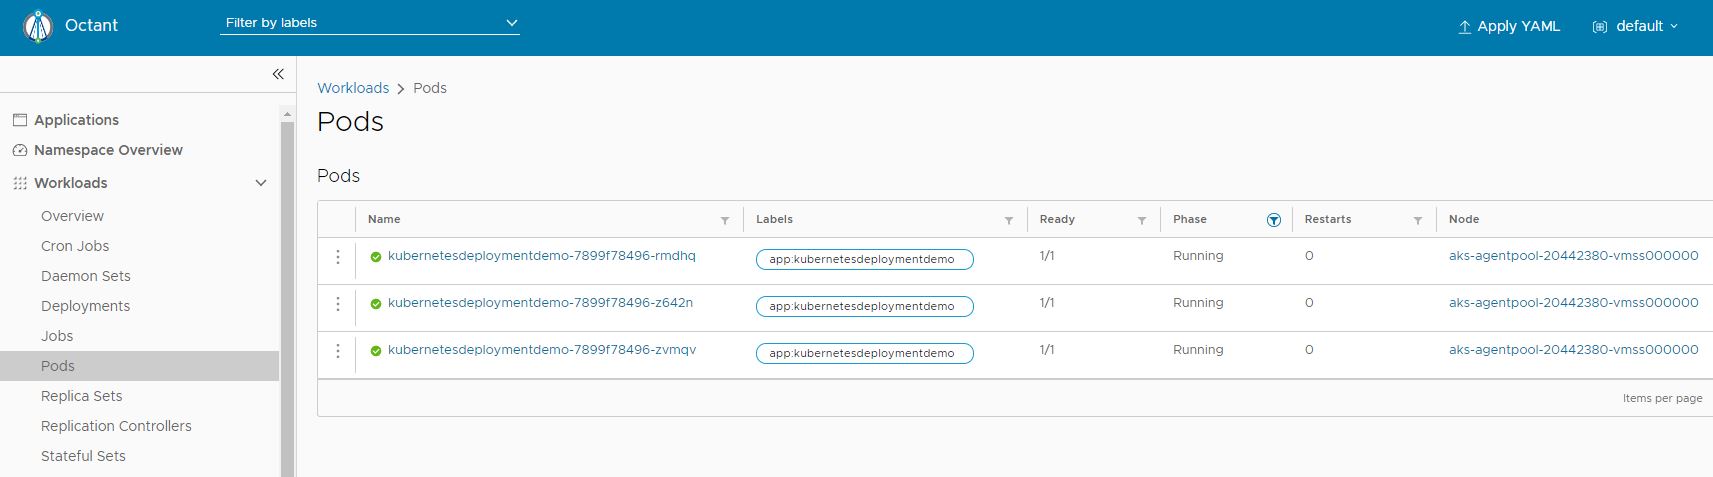 Octant
Filter by labels
Apply YAML
default
Applications
Namespace Overview
Workloads
Overview
Cron Jobs
Daemon Sets
Deployments
Jobs
Pods
Replica Sets
Replication Controllers
Stateful Sets
Workloads > Pods
Pods
Pods
Name Labels Ready Phase Restarts Node
kubernetesdeploymentdemo-7899f78496-rmdhq app:kubernetesdeploymentdemo 1/1 Running 0 aks-agentpool-20442380-vmss000000
kubernetesdeploymentdemo-7899f78496-z642n app:kubernetesdeploymentdemo 1/1 Running 0 aks-agentpool-20442380-vmss000000
kubernetesdeploymentdemo-7899f78496-zvmqv app:kubernetesdeploymentdemo 1/1 Running 0 aks-agentpool-20442380-vmss000000
Items per page